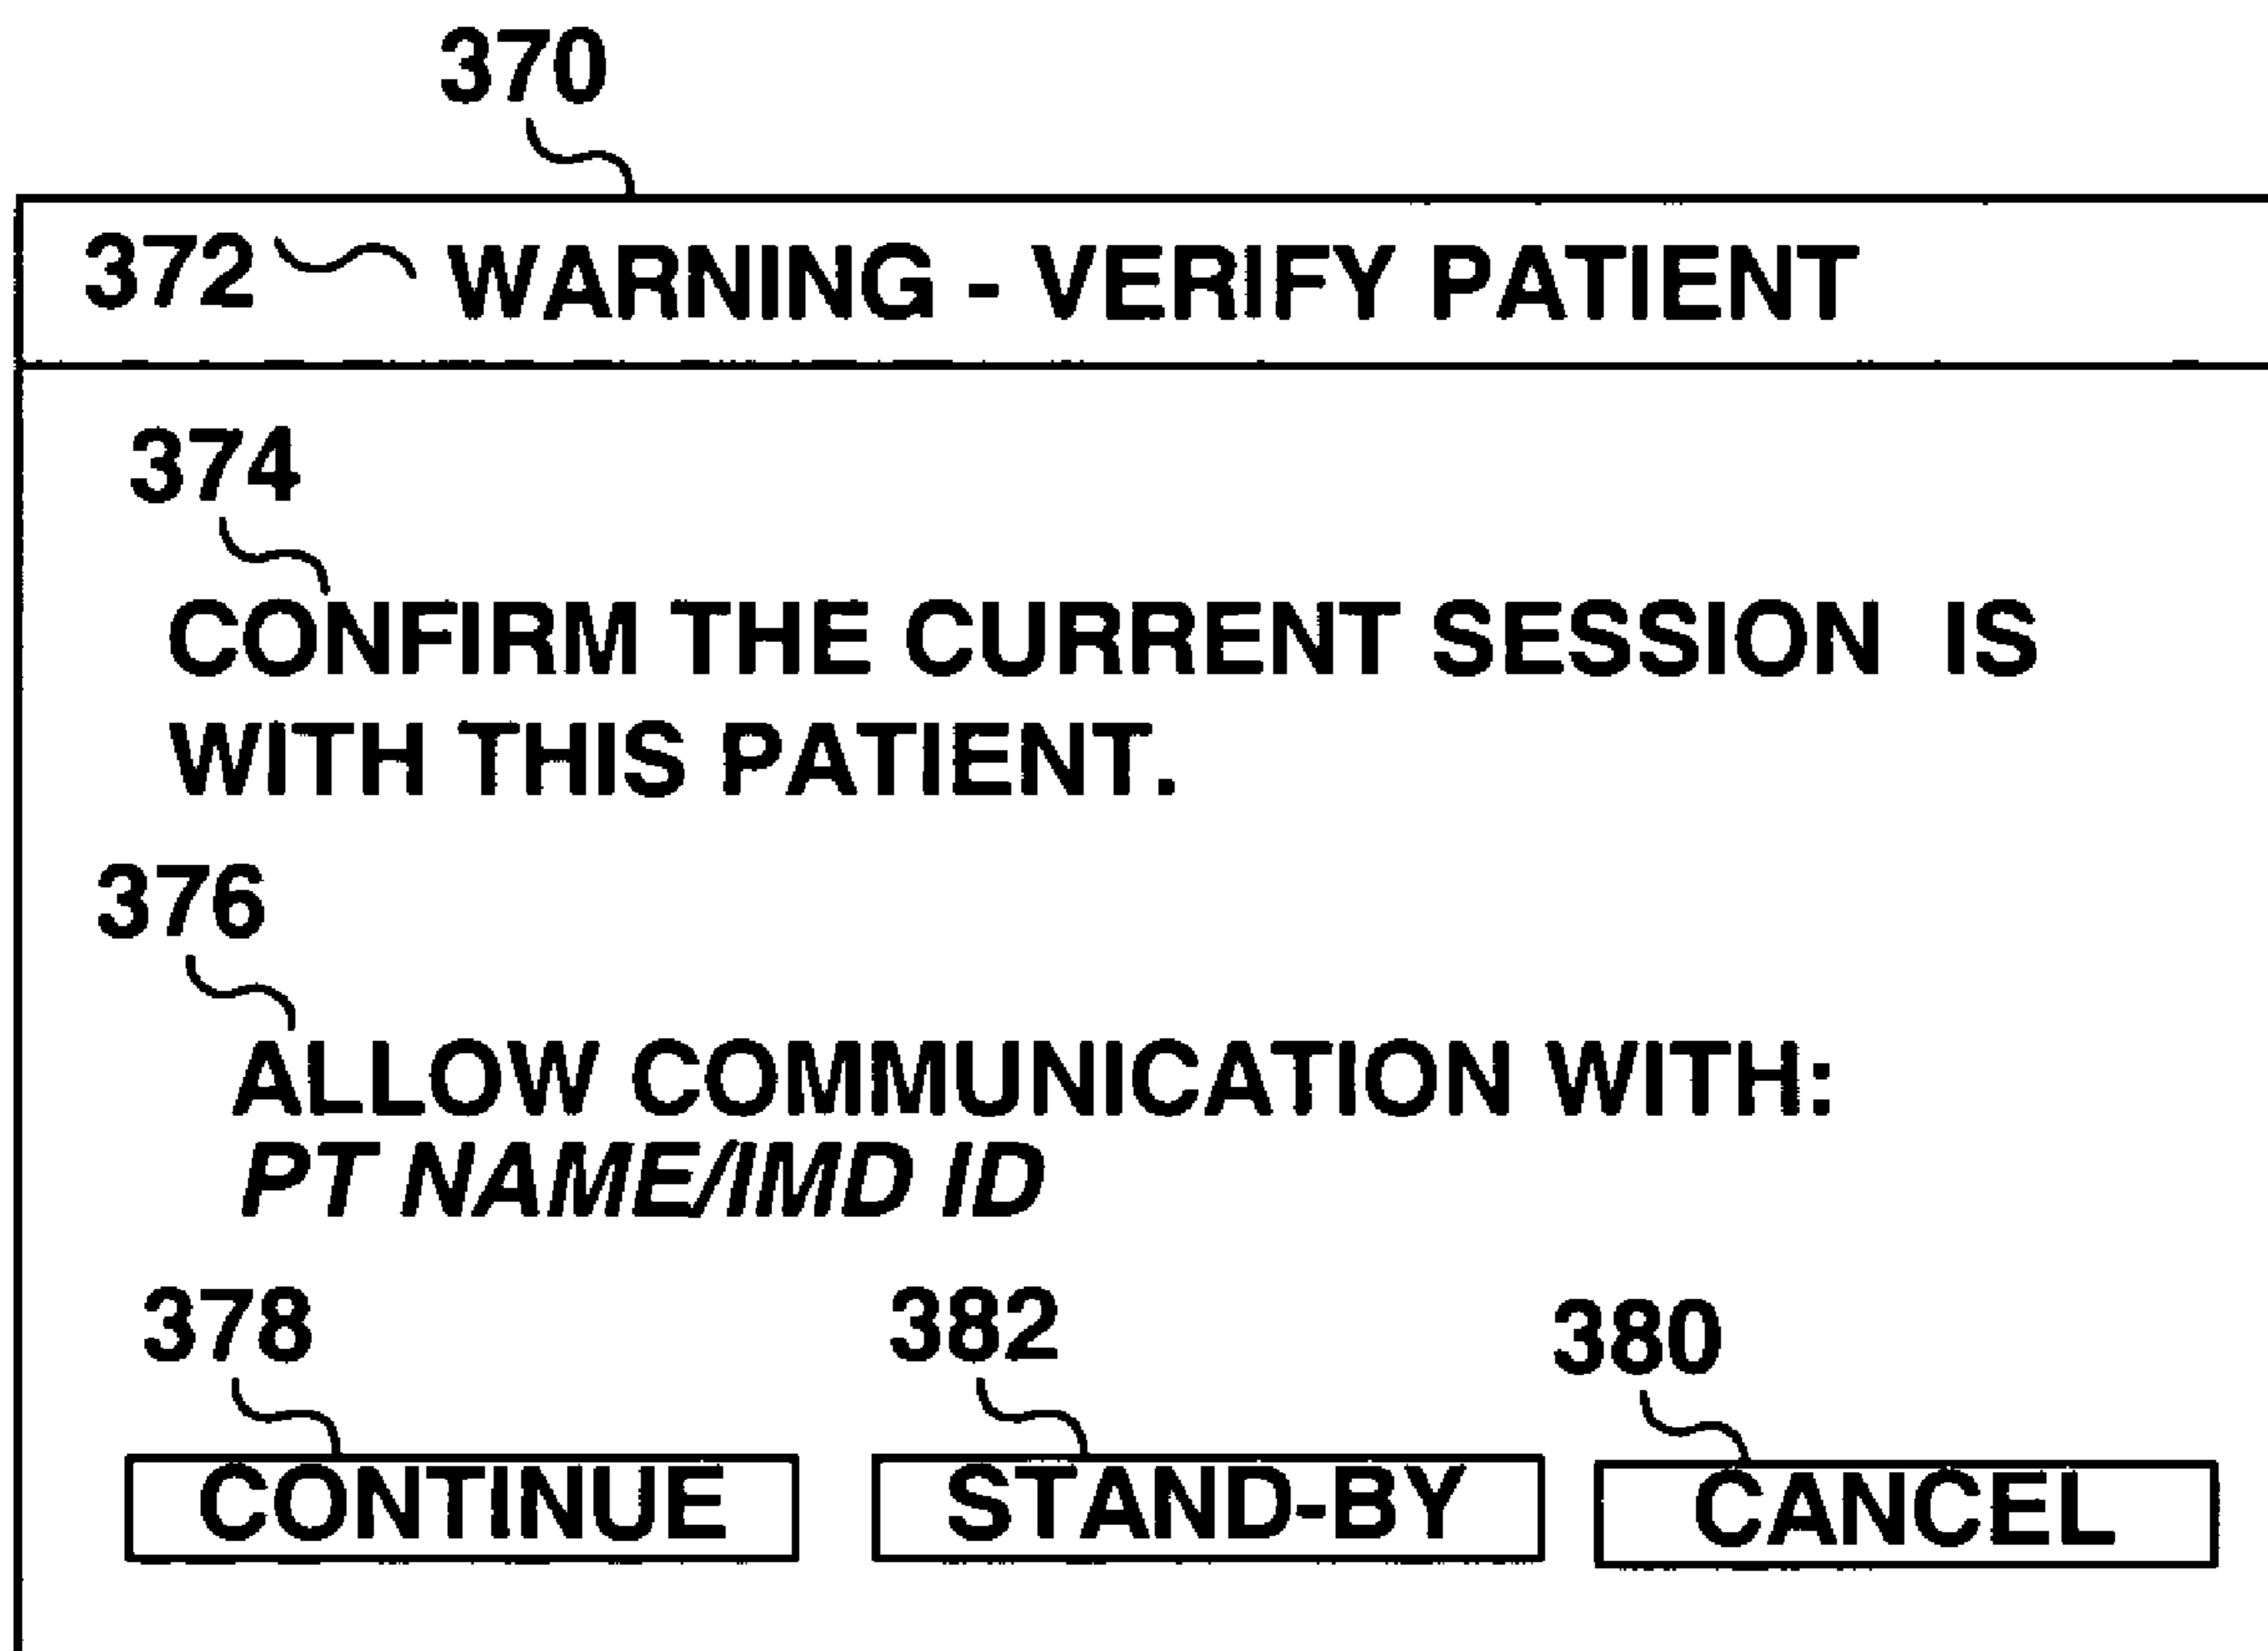 370
372 WARNING - VERIFY PATIENT
374
CONFIRM THE CURRENT SESSION IS
WITH THIS PATIENT.
376
ALLOW COMMUNICATION WITH:
PT NAME/IMD ID
378 382 380
CONTINUE STAND-BY CANCEL